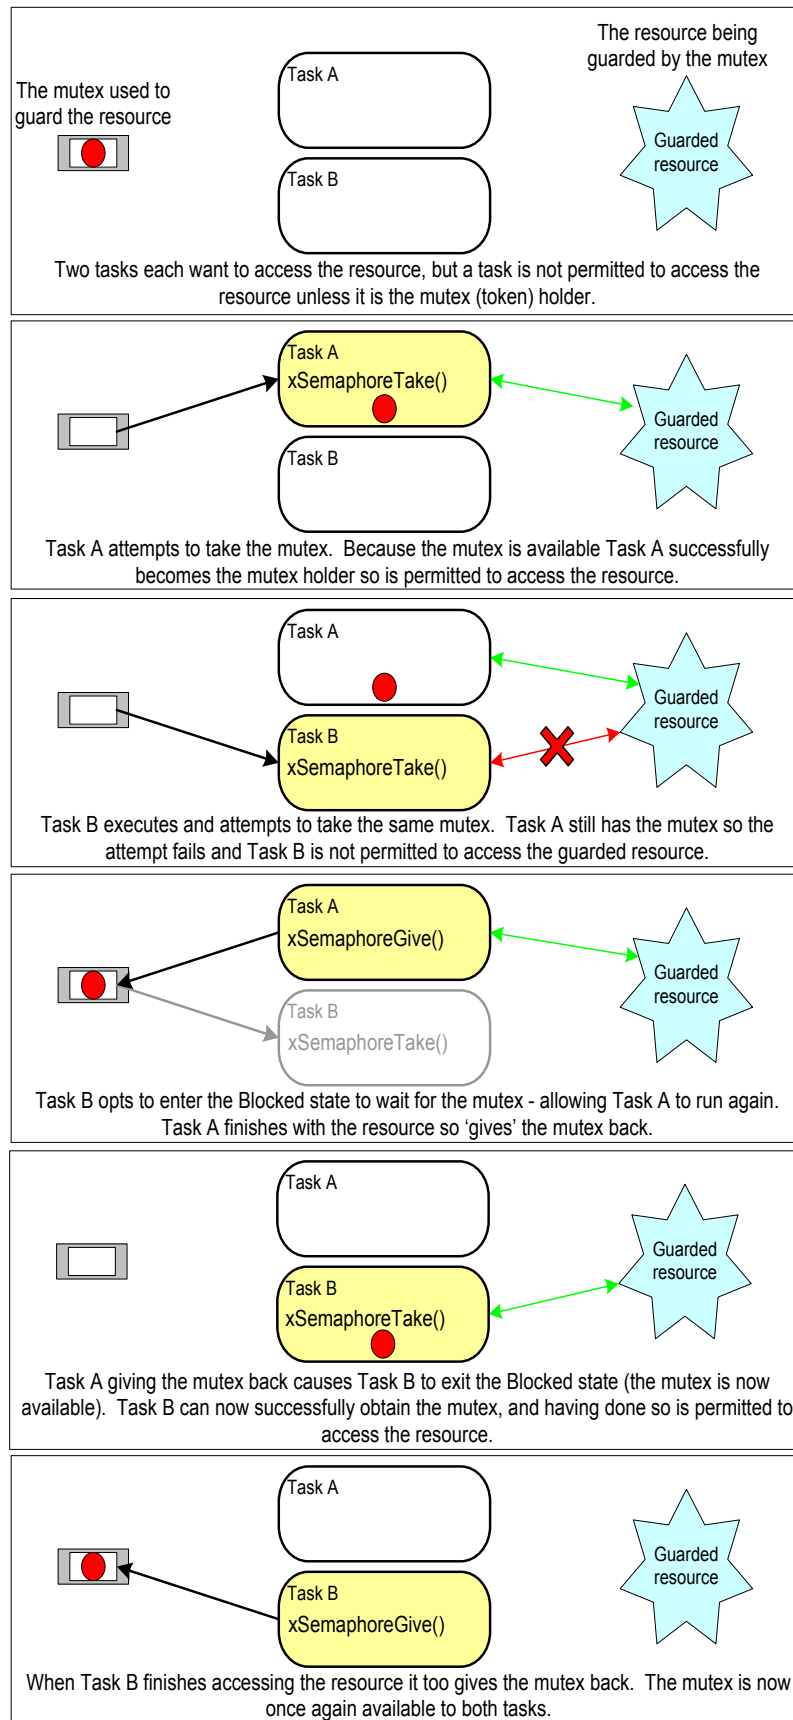 The resource being
guarded by the mutex
Task A
The mutex used to
guard the resource
Guarded
resource
Task B
Two tasks each want to access the resource, but a task is not permitted to access the
resource unless it is the mutex (token) holder.
Task A
xSemaphoreTake()
Guarded
resource
Task B
Task A attempts to take the mutex.  Because the mutex is available Task A successfully
becomes the mutex holder so is permitted to access the resource.
Task A
Guarded
resource
Task B
xSemaphoreTake()
Task B executes and attempts to take the same mutex.  Task A still has the mutex so the
attempt fails and Task B is not permitted to access the guarded resource.
Task A
xSemaphoreGive()
Guarded
resource
Task B
xSemaphoreTake()
Task B opts to enter the Blocked state to wait for the mutex - allowing Task A to run again.
Task A finishes with the resource so ‘gives’ the mutex back.
Task A
Guarded
resource
Task B
xSemaphoreTake()
Task A giving the mutex back causes Task B to exit the Blocked state (the mutex is now
available).  Task B can now successfully obtain the mutex, and having done so is permitted to
access the resource.
Task A
Guarded
resource
Task B
xSemaphoreGive()
When Task B finishes accessing the resource it too gives the mutex back.  The mutex is now
once again available to both tasks.